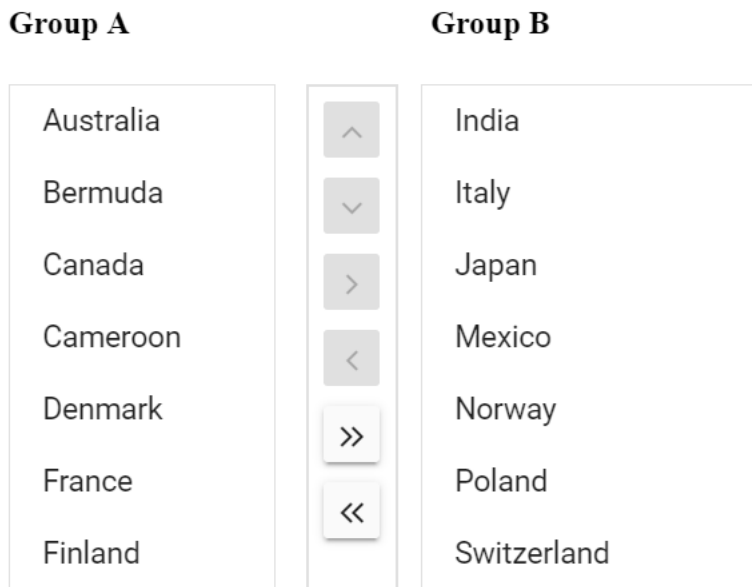 Group A
Australia
Bermuda
Canada
Cameroon
Denmark
France
Finland
Group B
India
Italy
Japan
Mexico
Norway
Poland
Switzerland